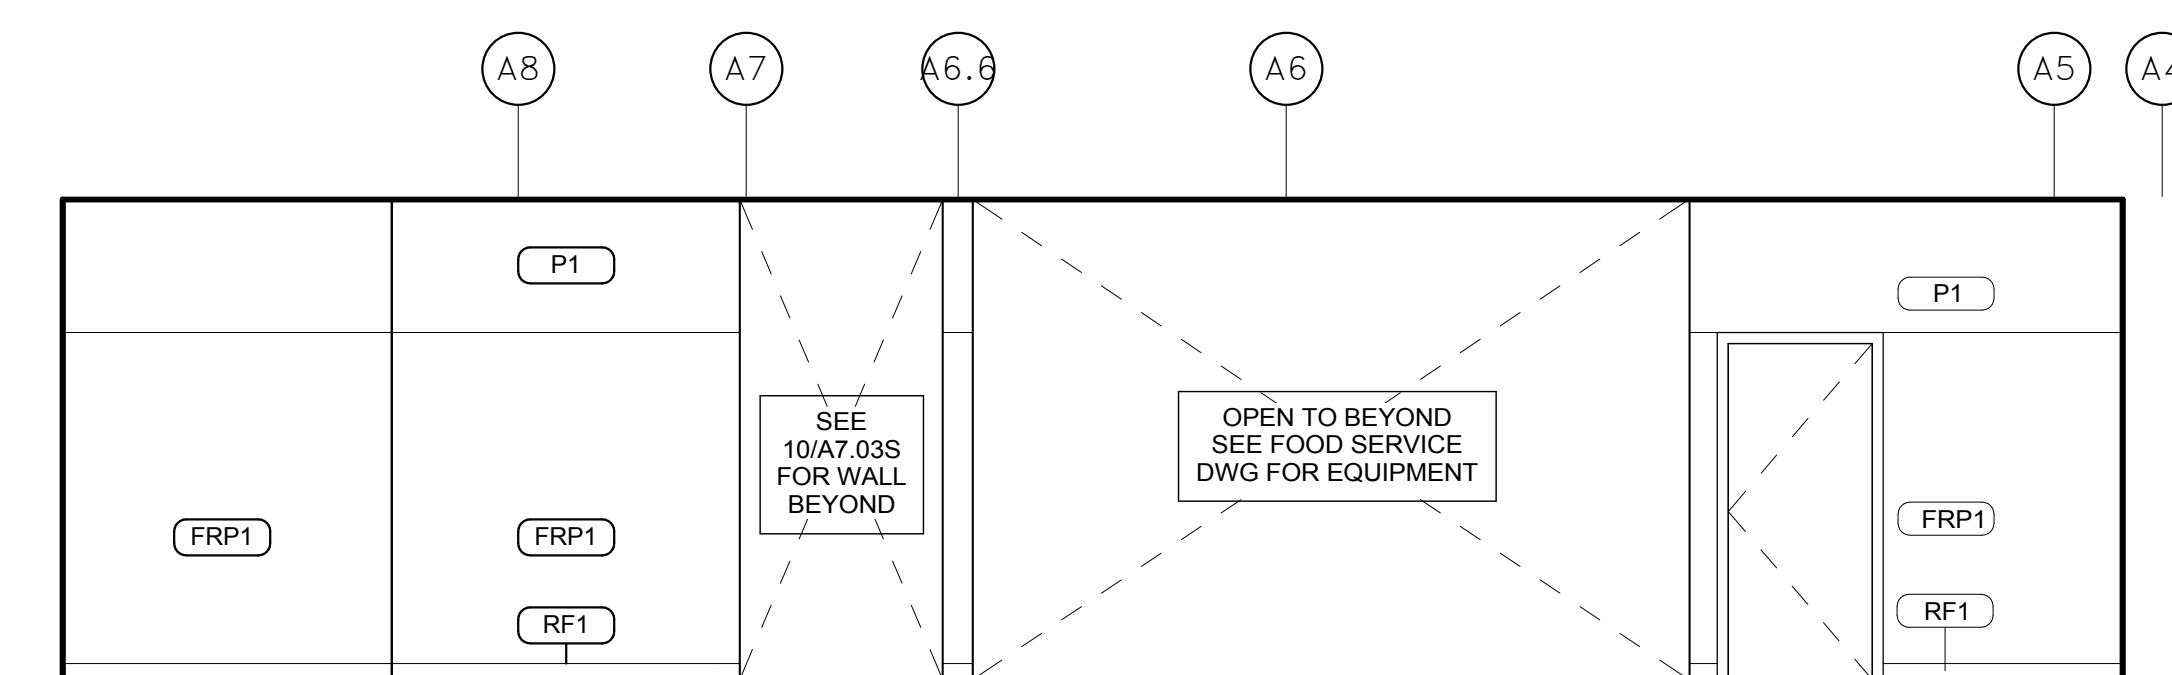 A8 A7 A6.6 A6 A5 A4
P1
P1
SEE
10/A7.03S
FOR WALL
BEYOND
OPEN TO BEYOND
SEE FOOD SERVICE
DWG FOR EQUIPMENT
FRP1
FRP1
FRP1
RF1
RF1